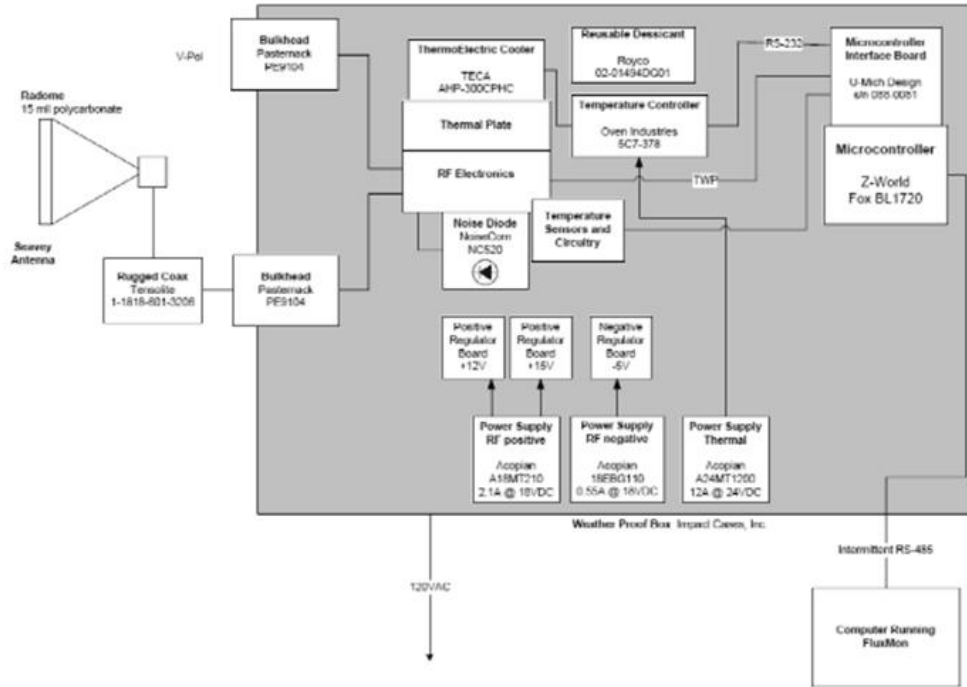 V-Pol
Bulkhead
Pasternack
PE9104
Radome
15 mil polycarbonate
Seavey
Antenna
Rugged Coax
Tensolite
1-1818-601-3206
Bulkhead
Pasternack
PE9104
ThermoElectric Cooler
TECA
AHP-300CPHC
Thermal Plate
RF Electronics
Noise Diode
NoiseCom
NC520
Reusable Dessicant
Royco
02-01494DG01
Temperature Controller
Oven Industries
5C7-378
Temperature
Sensors and
Circuitry
RS-232
TWP
Microcontroller
Interface Board
U-Mich Design
s/n 088-0081
Microcontroller
Z-World
Fox BL1720
Positive
Regulator
Board
+12V
Positive
Regulator
Board
+15V
Negative
Regulator
Board
-5V
Power Supply
RF positive
Acopian
A18MT210
2.1A @ 18VDC
Power Supply
RF negative
Acopian
18EBG110
0.55A @ 18VDC
Power Supply
Thermal
Acopian
A24MT1200
12A @ 24VDC
Weather Proof Box Impact Cases, Inc.
120VAC
Intermittent RS-485
Computer Running
FluxMon